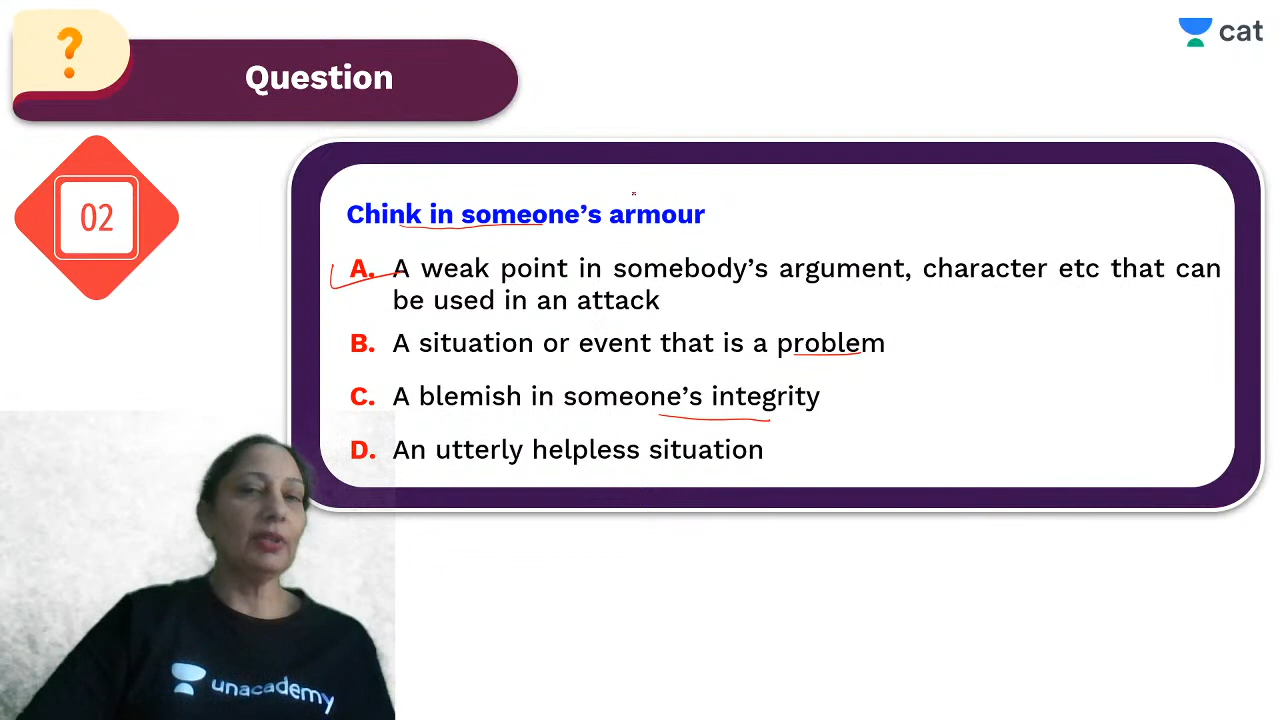 ?
Question
cat
02
Chink in someone's armour
A. A weak point in somebody's argument, character etc that can
be used in an attack
B. A situation or event that is a problem
C. A blemish in someone's integrity
D. An utterly helpless situation
unacademy